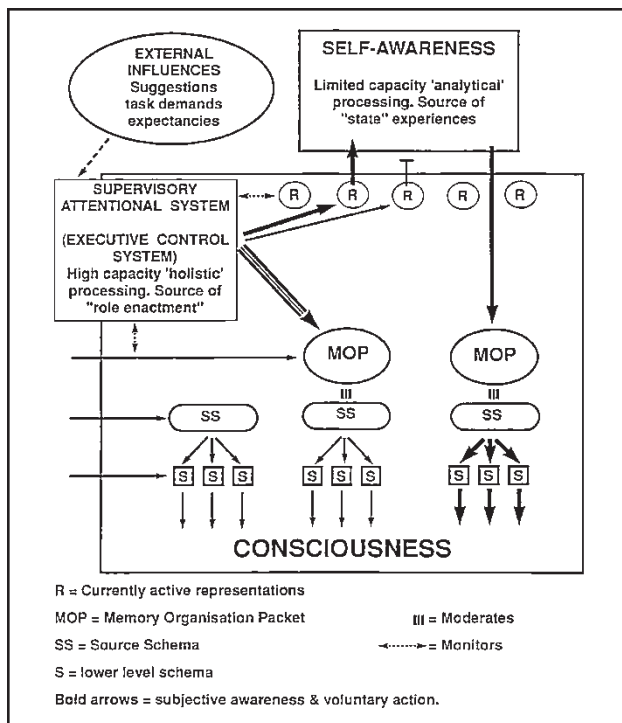 EXTERNAL
INFLUENCES
Suggestions
task demands
expectancies
SELF-AWARENESS
Limited capacity 'analytical'
processing. Source of
"state" experiences
SUPERVISORY
ATTENTIONAL SYSTEM
(EXECUTIVE CONTROL
SYSTEM)
High capacity 'holistic'
processing. Source of
"role enactment"
R
R
R
R
R
MOP
MOP
SS
SS
SS
S
S
S
S
S
S
S
S
S
CONSCIOUSNESS
R = Currently active representations
MOP = Memory Organisation Packet
= Moderates
SS = Source Schema
= Monitors
S = lower level schema
Bold arrows = subjective awareness & voluntary action.